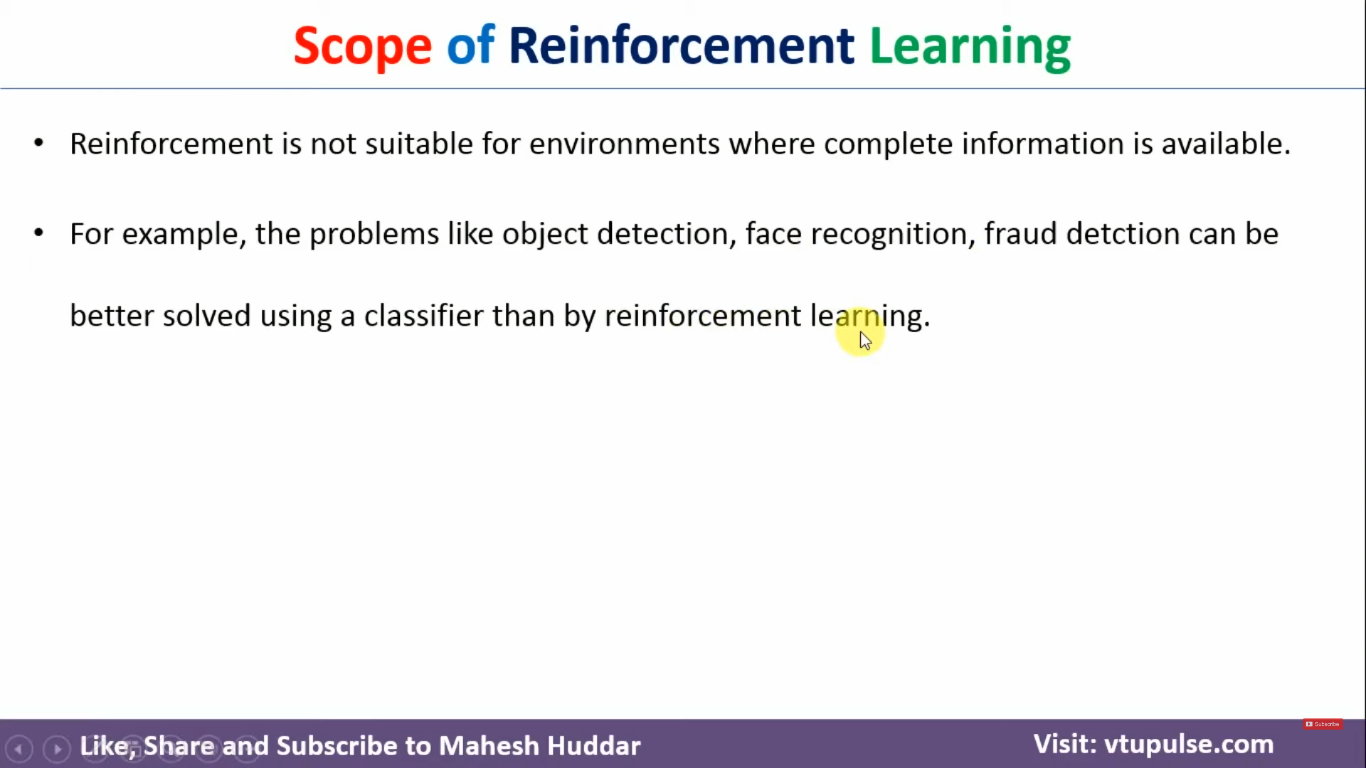 Scope of Reinforcement Learning
• Reinforcement is not suitable for environments where complete information is available.
• For example, the problems like object detection, face recognition, fraud detction can be
better solved using a classifier than by reinforcement learning.
Subscribe
Like, Share and Subscribe to Mahesh Huddar
Visit: vtupulse.com